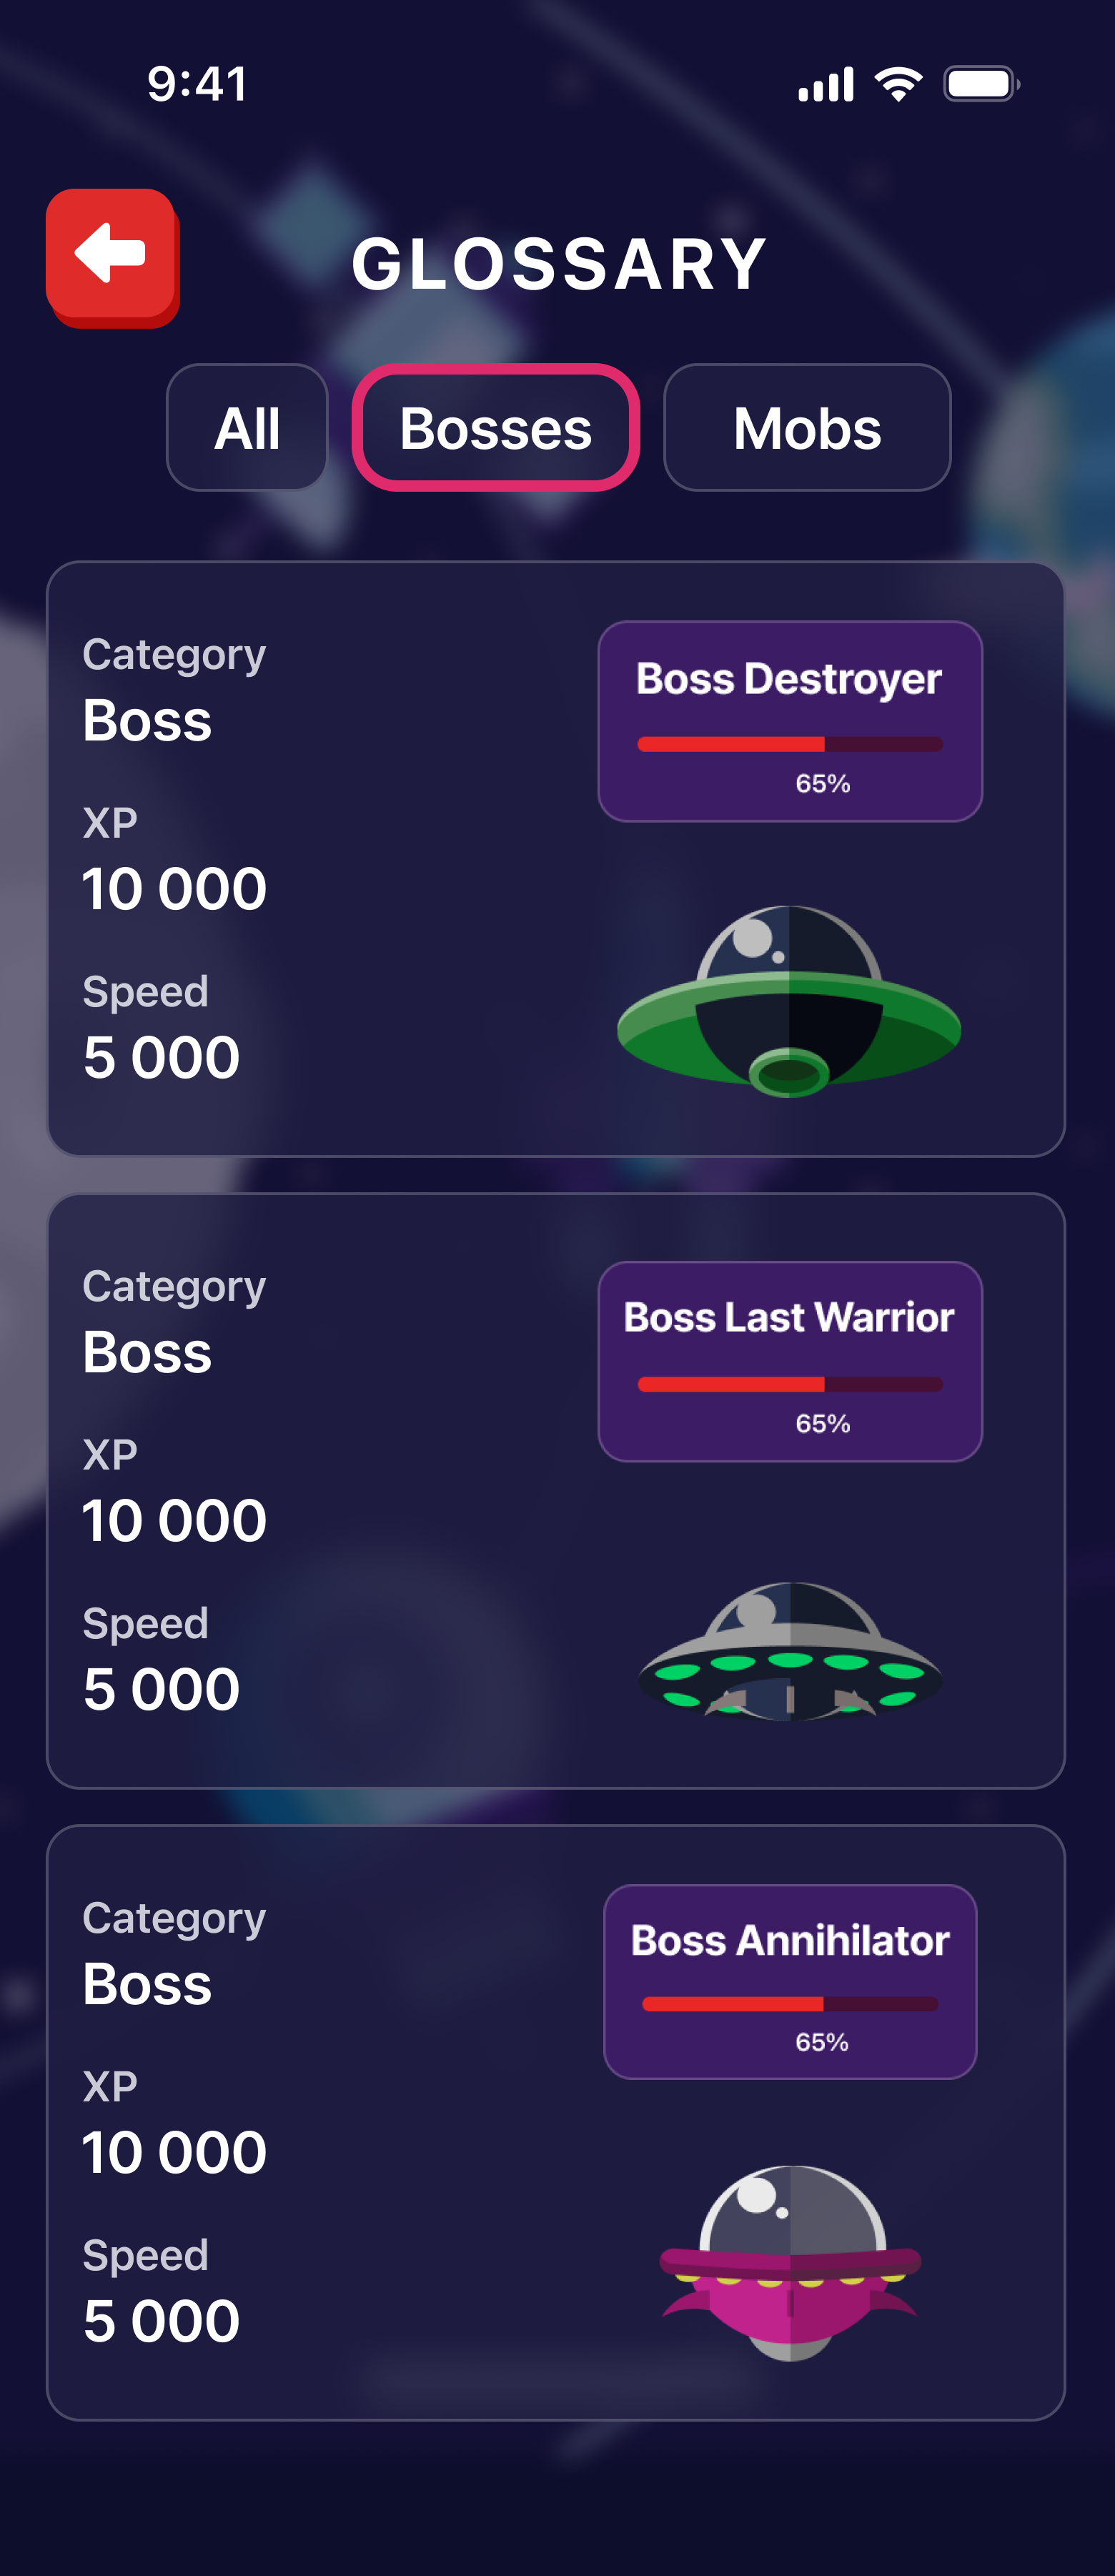 9:41
GLOSSARY
All Bosses Mobs
Category
Boss
XP
10 000
Speed
5 000
Boss Destroyer
65%
Category
Boss
XP
10 000
Speed
5 000
Boss Last Warrior
65%
Category
Boss
XP
10 000
Speed
5 000
Boss Annihilator
65%